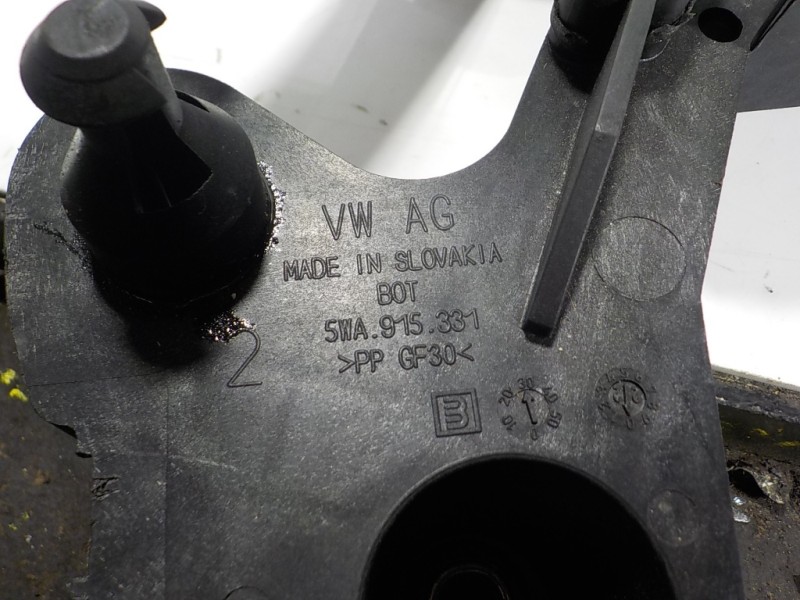 VW AG
MADE IN SLOVAKIA
BOT
5WA.915.331
>PP GF30<
2
B